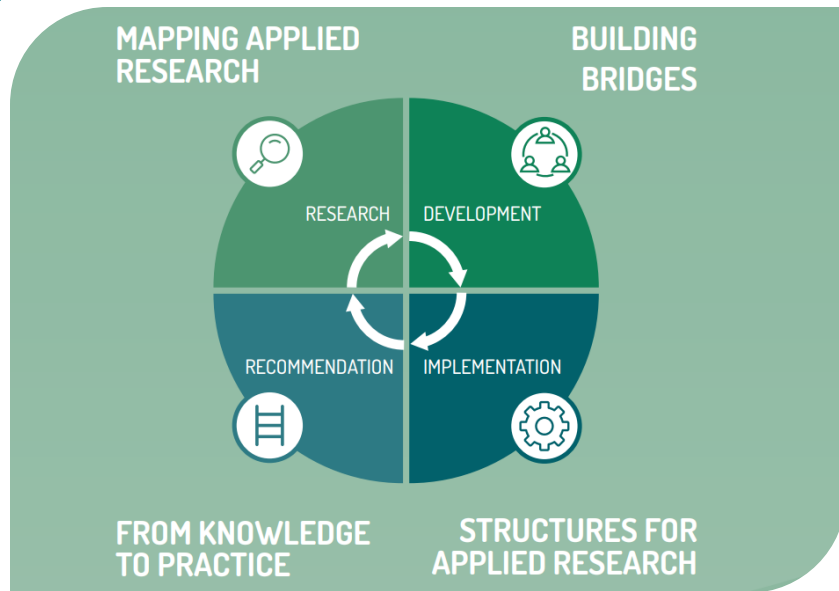 MAPPING APPLIED
RESEARCH
BUILDING
BRIDGES
RESEARCH
DEVELOPMENT
RECOMMENDATION
IMPLEMENTATION
FROM KNOWLEDGE
TO PRACTICE
STRUCTURES FOR
APPLIED RESEARCH